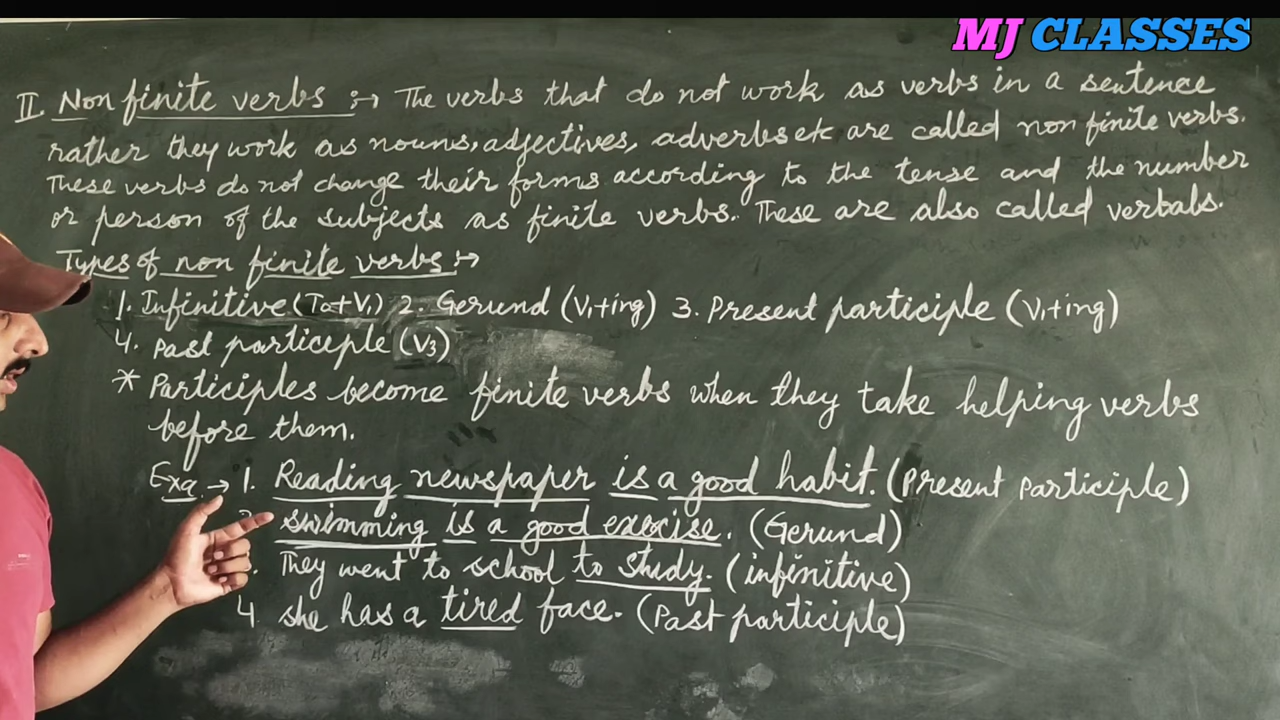 MJ CLASSES
II. Non finite verbs :→ The verbs that do not work as verbs in a sentence
rather they work as nouns, adjectives, adverbs etc are called non finite verbs.
These verbs do not change their forms according to the tense and the number
or person of the subjects as finite verbs. These are also called verbals.
Types of non finite verbs :→
1. Infinitive (To+V1) 2. Gerund (V1+ing) 3. Present participle (V1+ing)
4. Past participle (V3)
* Participles become finite verbs when they take helping verbs
before them.
Exa → 1. Reading newspaper is a good habit. (Present participle)
swimming is a good exercise. (Gerund)
They went to school to study. (infinitive)
4 she has a tired face. (Past participle)